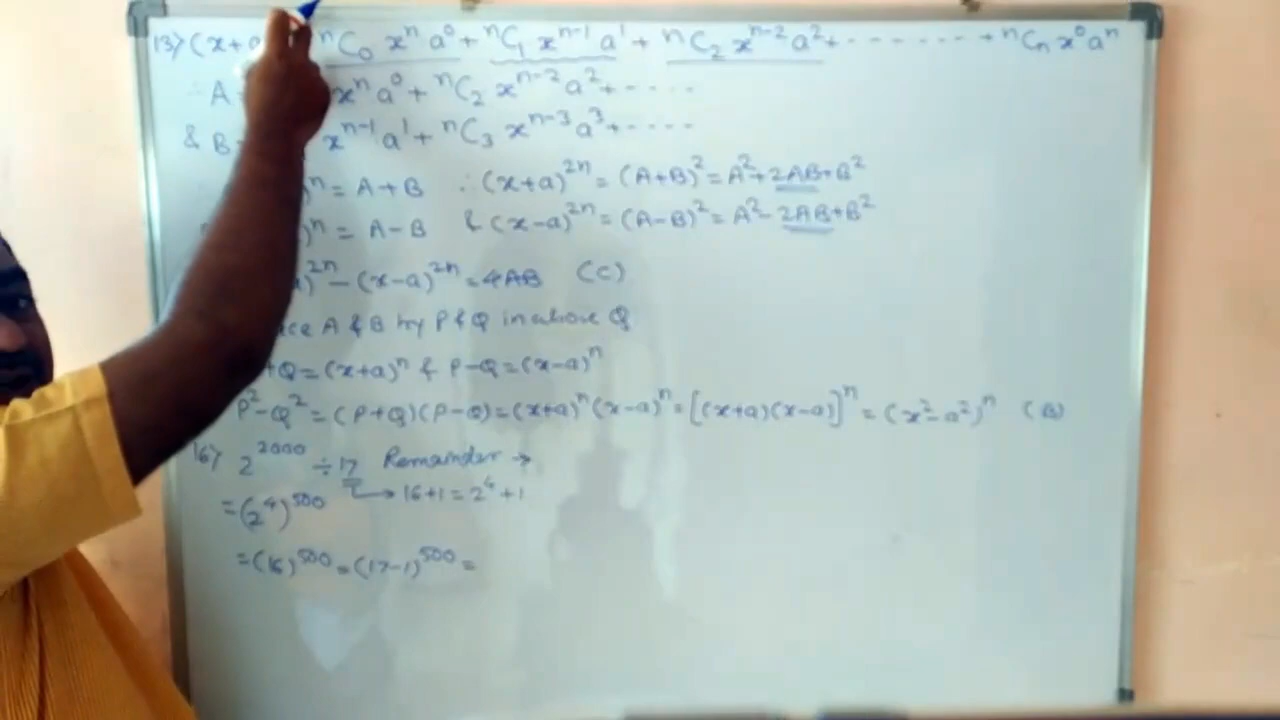 13) (x+a ⁿC₀ xⁿ a⁰ + ⁿC₁ xⁿ⁻¹ a¹ + ⁿC₂ xⁿ⁻² a² + - - - - - - - + ⁿCₙ x⁰ aⁿ
∴ A xⁿ a⁰ + ⁿC₂ xⁿ⁻² a² + - - - -
& B xⁿ⁻¹ a¹ + ⁿC₃ xⁿ⁻³ a³ + - - - -
)ⁿ = A + B ∴ (x+a)²ⁿ = (A+B)² = A² + 2AB + B²
)ⁿ = A - B & (x-a)²ⁿ = (A-B)² = A² - 2AB + B²
)²ⁿ - (x-a)²ⁿ = 4AB (C)
A & B by P & Q in above Q
+Q = (x+a)ⁿ & P-Q = (x-a)ⁿ
P² - Q² = (P+Q)(P-Q) = (x+a)ⁿ (x-a)ⁿ = [(x+a)(x-a)]ⁿ = (x² - a²)ⁿ (B)
16) 2²⁰⁰⁰ ÷ 17 Remainder →
= (2⁴)⁵⁰⁰ → 16+1 = 2⁴+1
= (16)⁵⁰⁰ = (17-1)⁵⁰⁰ =